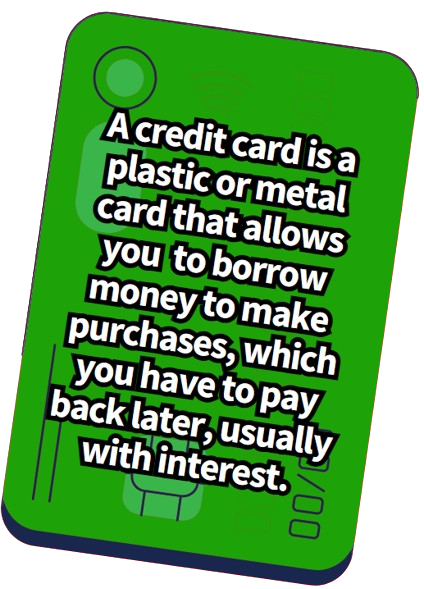 A credit card is a
plastic or metal
card that allows
you to borrow
money to make
purchases, which
you have to pay
back later, usually
with interest.